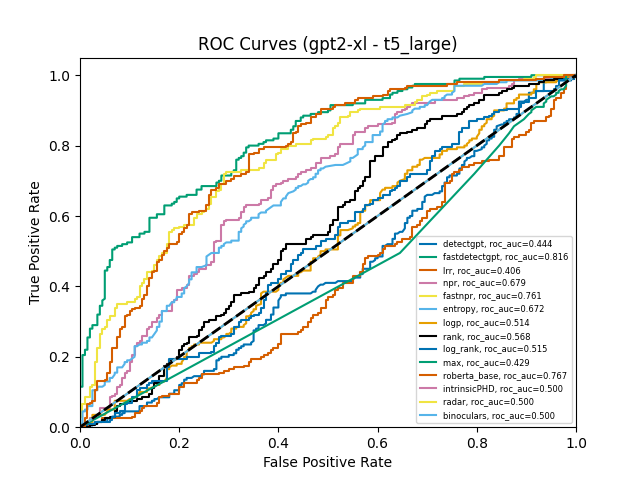 ROC Curves (gpt2-xl - t5_large)
1.0
0.8
0.6
0.4
0.2
0.0
True Positive Rate
detectgpt, roc_auc=0.444
fastdetectgpt, roc_auc=0.816
lrr, roc_auc=0.406
npr, roc_auc=0.679
fastnpr, roc_auc=0.761
entropy, roc_auc=0.672
logp, roc_auc=0.514
rank, roc_auc=0.568
log_rank, roc_auc=0.515
max, roc_auc=0.429
roberta_base, roc_auc=0.767
intrinsicPHD, roc_auc=0.500
radar, roc_auc=0.500
binoculars, roc_auc=0.500
0.0 0.2 0.4 0.6 0.8 1.0
False Positive Rate